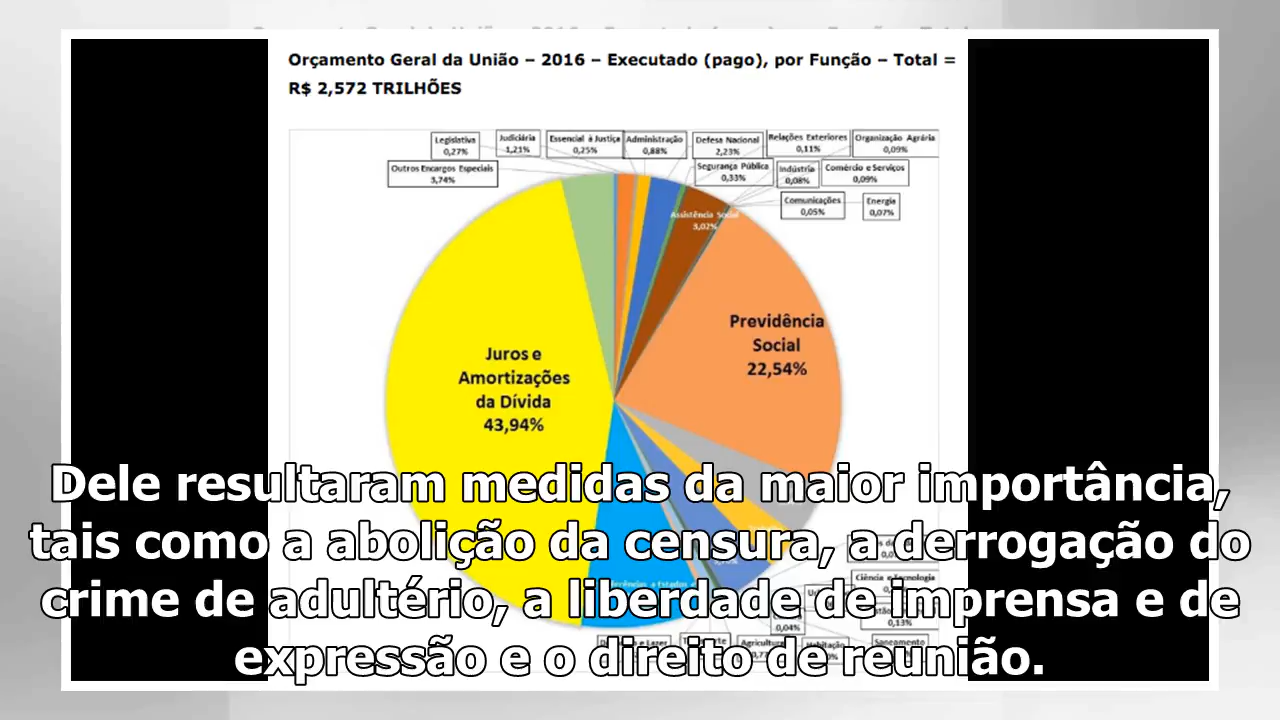 Orçamento Geral da União – 2016 – Executado (pago), por Função – Total =
R$ 2,572 TRILHÕES
Legislativa
0,27%
Judiciária
1,21%
Essencial à Justiça
0,25%
Administração
0,88%
Defesa Nacional
2,23%
Relações Exteriores
0,11%
Organização Agrária
0,09%
Outros Encargos Especiais
3,74%
Segurança Pública
0,33%
Indústria
0,08%
Comércio e Serviços
0,09%
Comunicações
0,05%
Energia
0,07%
Assistência Social
3,02%
Previdência
Social
22,54%
Juros e
Amortizações
da Dívida
43,94%
Dele resultaram medidas da maior importância,
tais como a abolição da censura, a derrogação do
crime de adultério, a liberdade de imprensa e de
expressão e o direito de reunião.
Ciência e Tecnologia
0,13%
0,04%
Saneamento